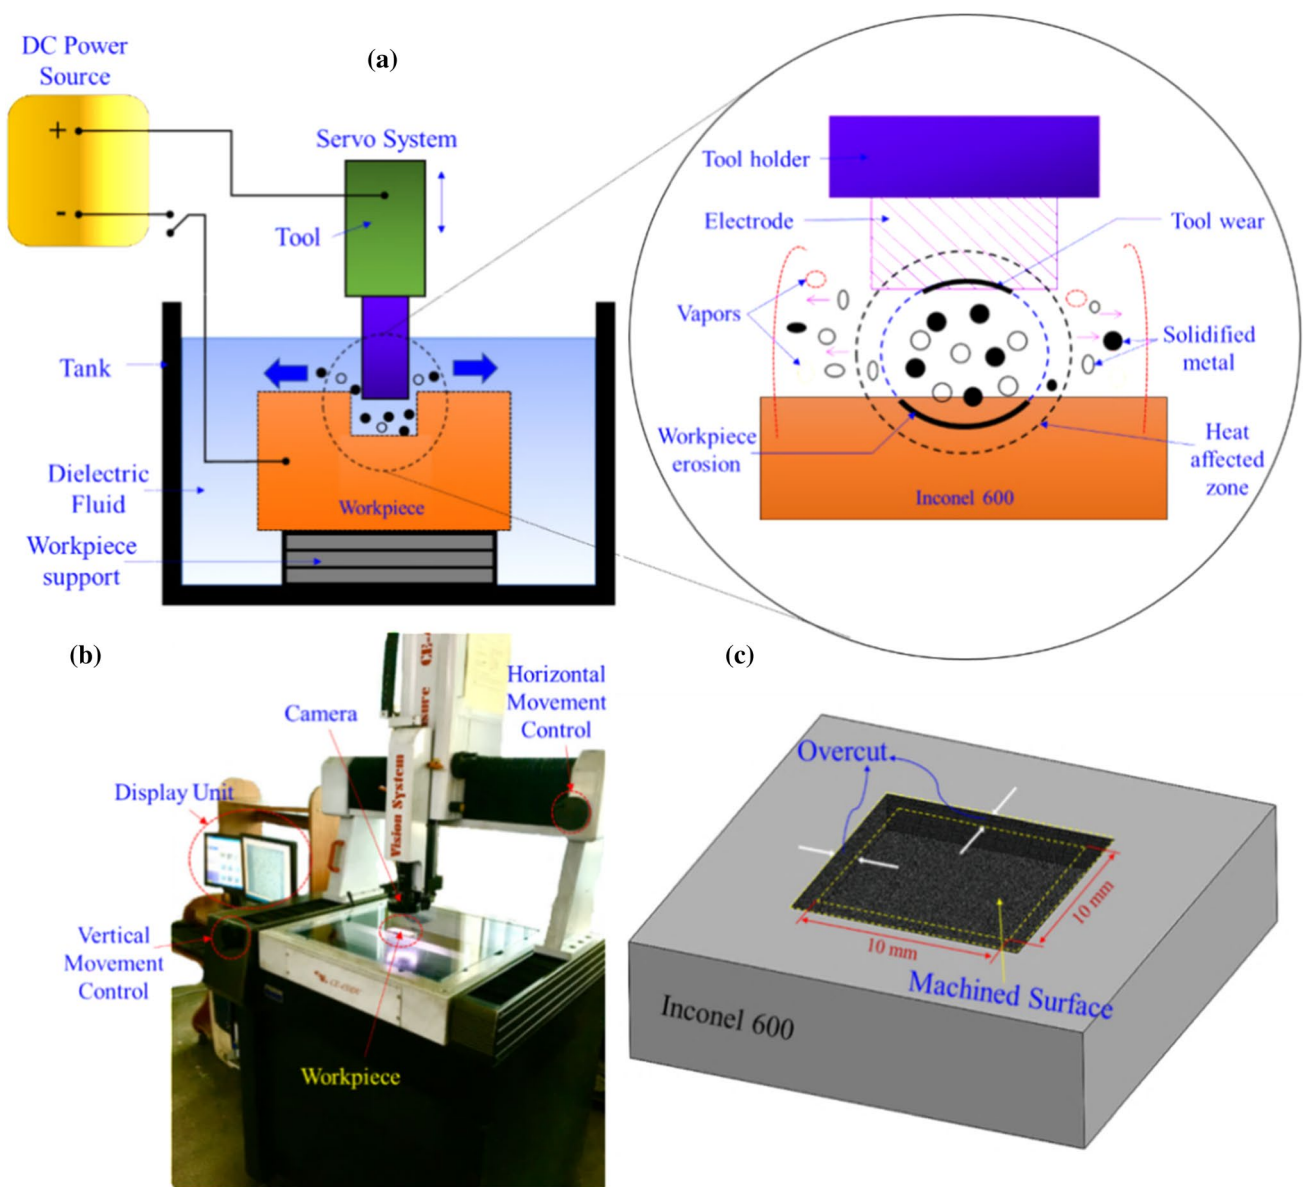 (a)
DC Power
Source
+
-
Servo System
Tool
Tank
Dielectric
Fluid
Workpiece
Workpiece
support
Tool holder
Electrode
Tool wear
Vapors
Solidified
metal
Workpiece
erosion
Heat
affected
zone
Inconel 600
(b)
Horizontal
Movement
Control
Camera
Display Unit
Vision System
Vertical
Movement
Control
Workpiece
(c)
Overcut
10 mm
10 mm
Machined Surface
Inconel 600